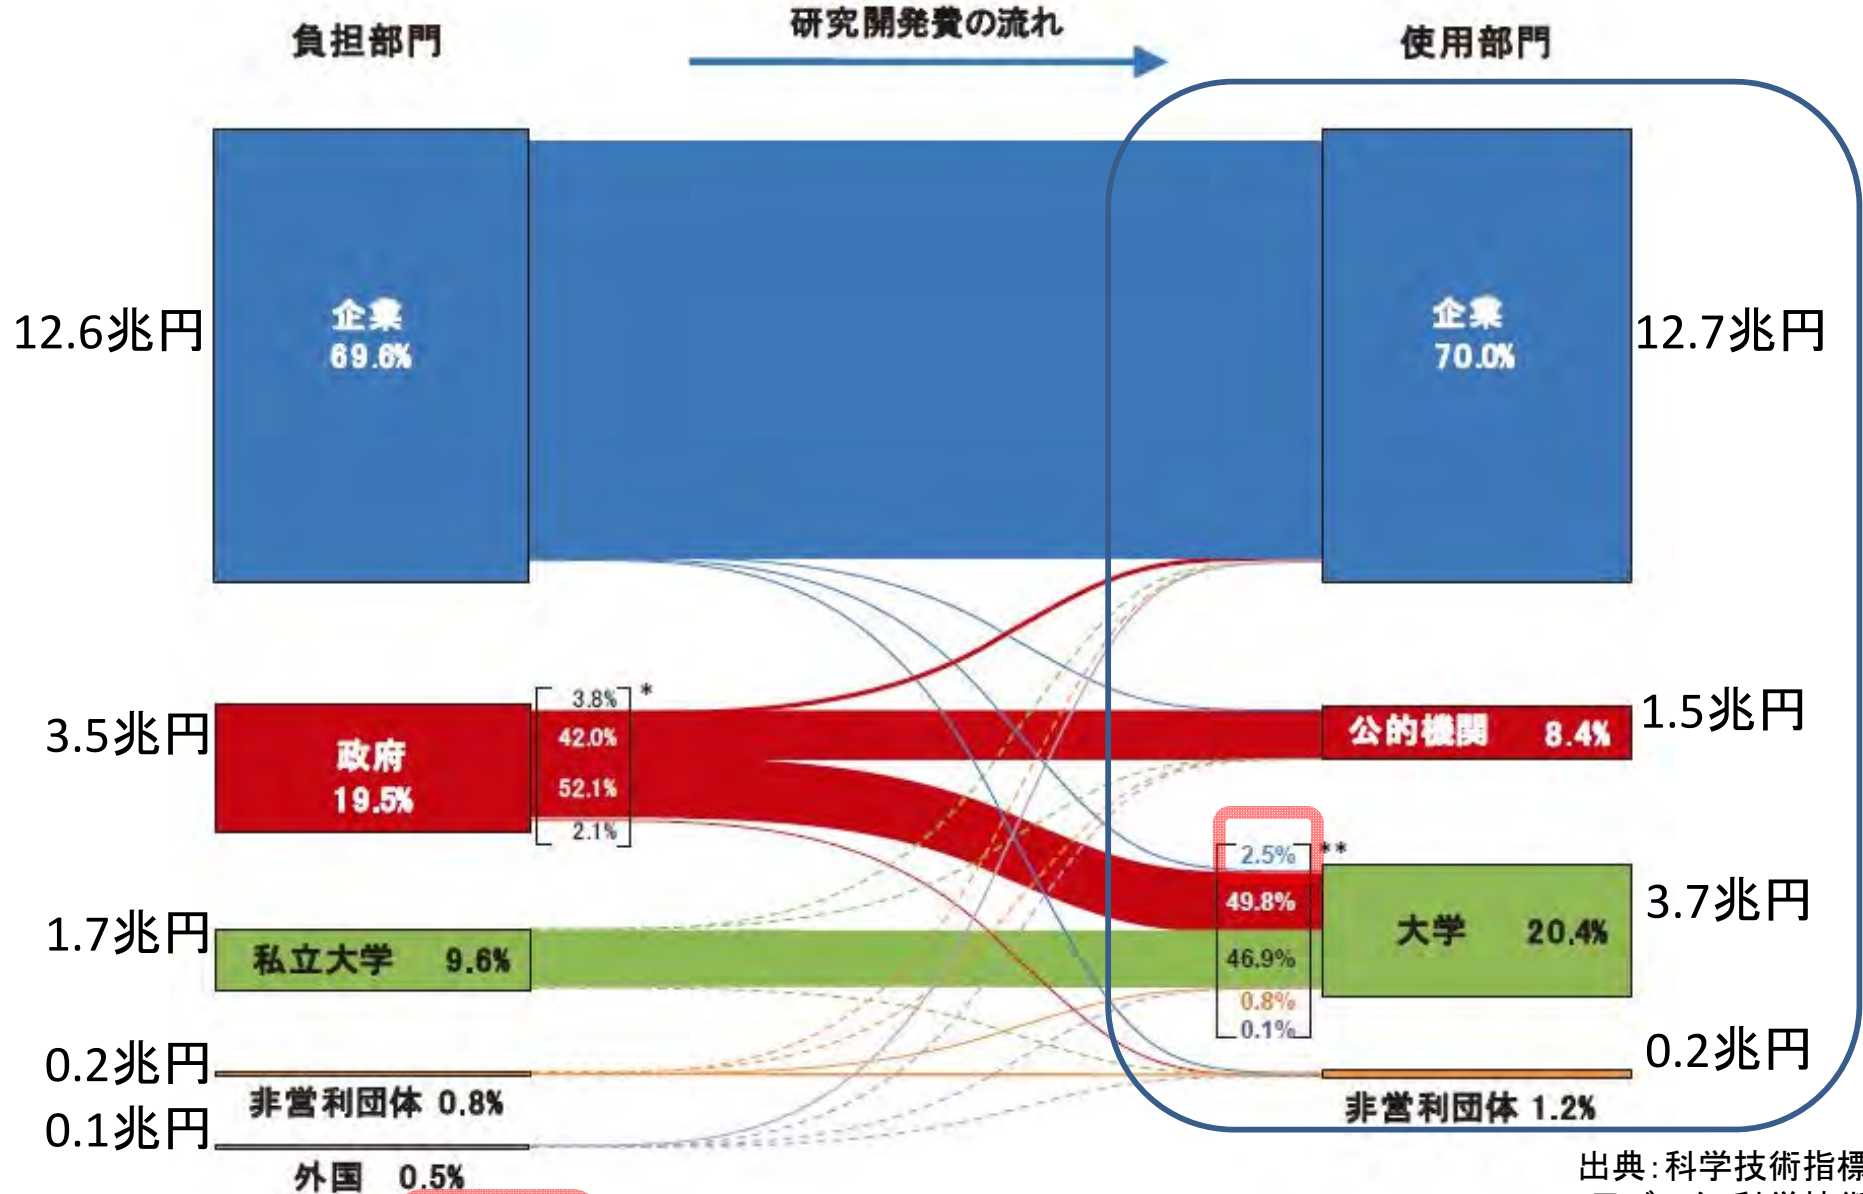 負担部門
研究開発費の流れ
使用部門
12.6兆円
企業
69.6%
企業
70.0%
12.7兆円
3.5兆円
政府
19.5%
3.8%
*
42.0%
52.1%
2.1%
公的機関 8.4%
1.5兆円
2.5%
**
49.8%
46.9%
0.8%
0.1%
大学 20.4%
3.7兆円
1.7兆円
私立大学 9.6%
0.2兆円
非営利団体 0.8%
0.2兆円
非営利団体 1.2%
0.1兆円
外国 0.5%
出典:科学技術指標